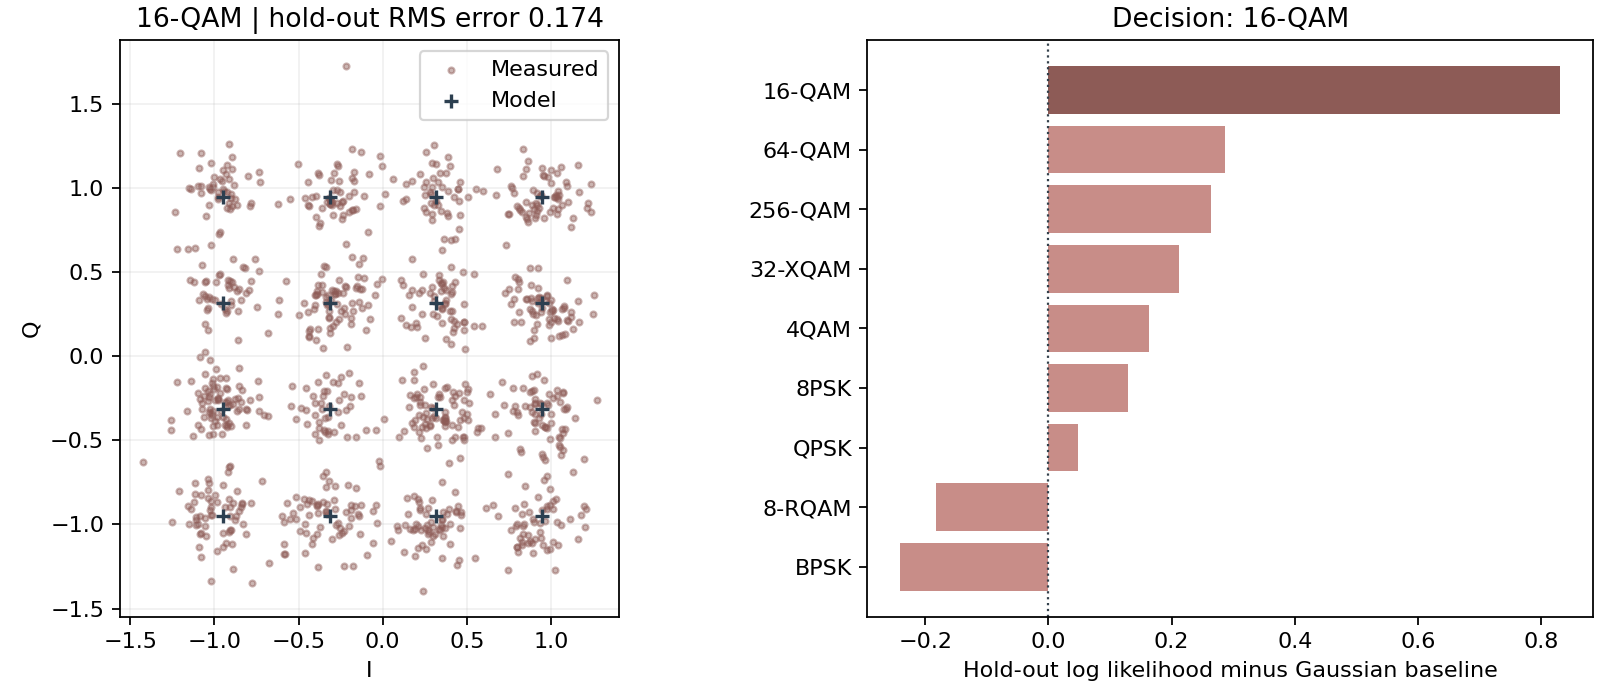 16-QAM | hold-out RMS error 0.174
Measured
Model
1.5
1.0
0.5
0.0
−0.5
−1.0
−1.5
Q
−1.5
−1.0
−0.5
0.0
0.5
1.0
I
Decision: 16-QAM
16-QAM
64-QAM
256-QAM
32-XQAM
4QAM
8PSK
QPSK
8-RQAM
BPSK
−0.2
0.0
0.2
0.4
0.6
0.8
Hold-out log likelihood minus Gaussian baseline